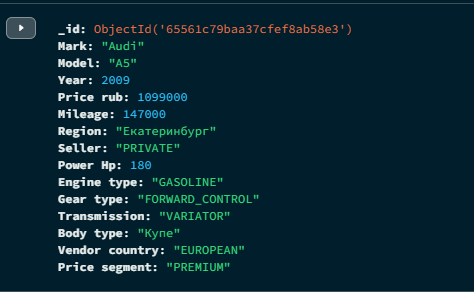 _id: ObjectId('65561c79baa37cfef8ab58e3')
Mark: "Audi"
Model: "A5"
Year: 2009
Price rub: 1099000
Mileage: 147000
Region: "Екатеринбург"
Seller: "PRIVATE"
Power Hp: 180
Engine type: "GASOLINE"
Gear type: "FORWARD_CONTROL"
Transmission: "VARIATOR"
Body type: "Купе"
Vendor country: "EUROPEAN"
Price segment: "PREMIUM"